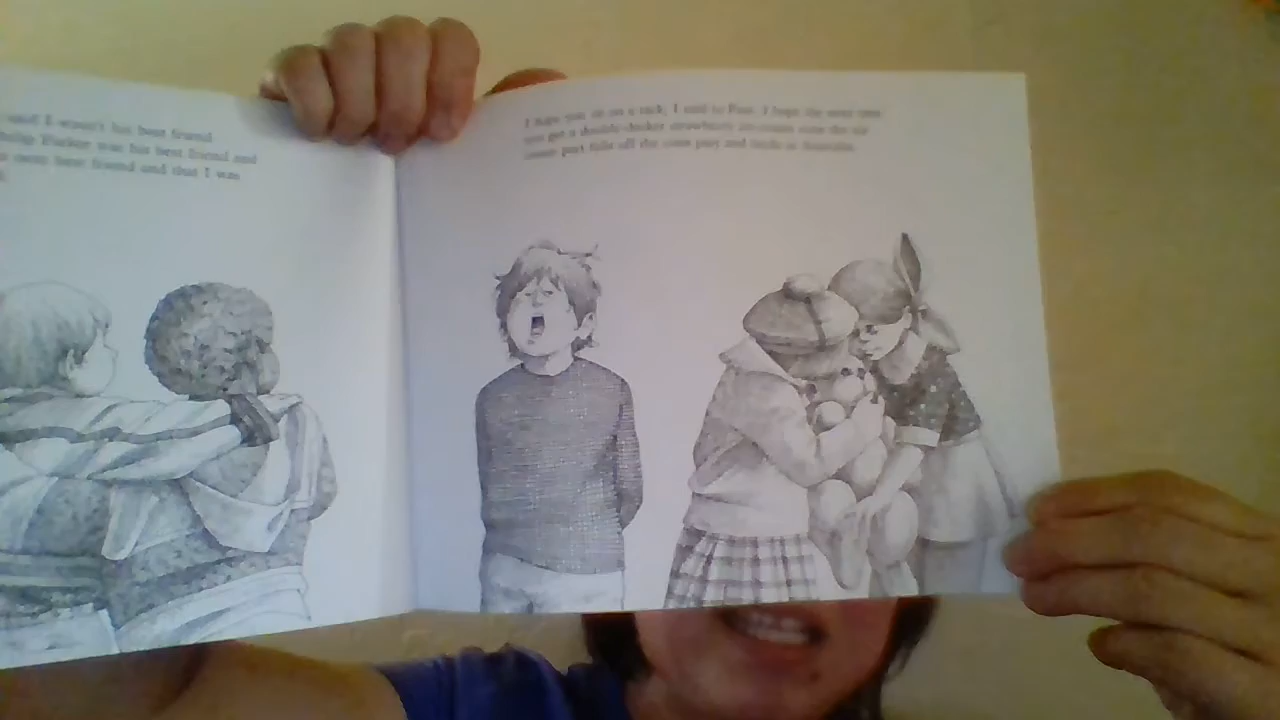 said I wasn't his best friend
Philip Parker was his best friend and
next best friend and that I was
I hope you sit on a tack, I said to Paul. I hope the next time
you get a double-decker strawberry ice-cream cone the ice
cream part falls off the cone part and lands in Australia.